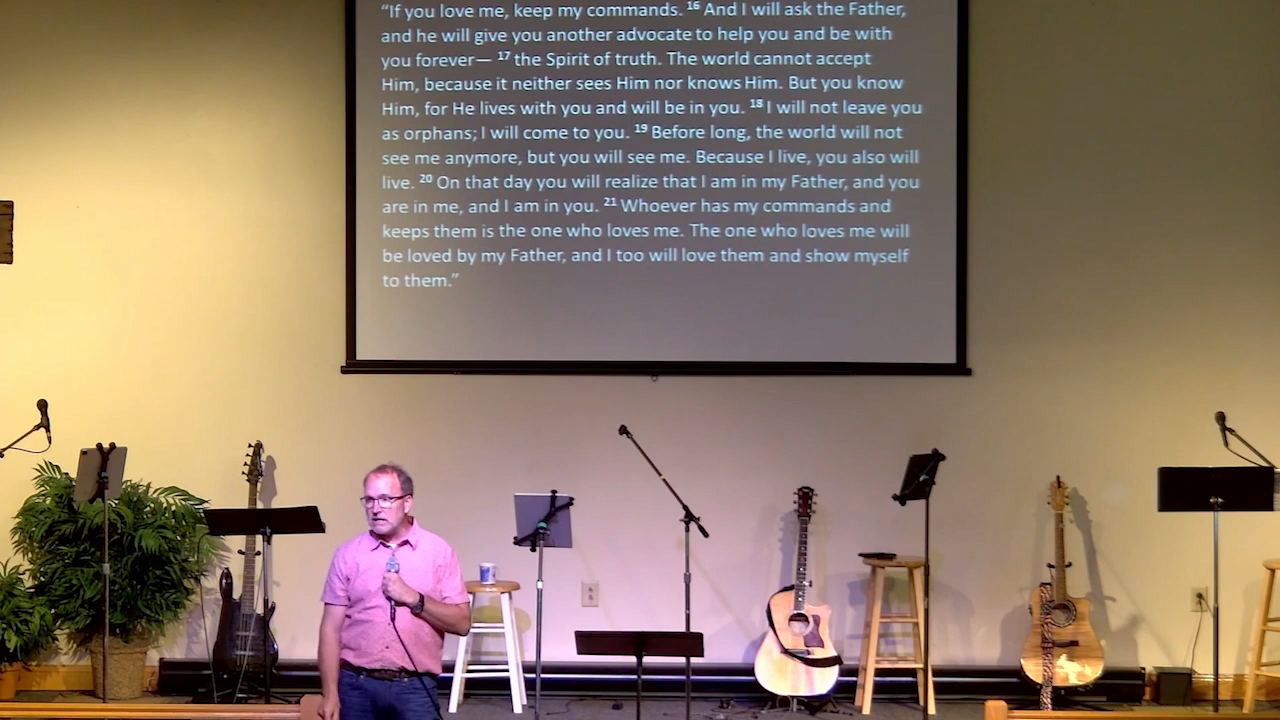 “If you love me, keep my commands. 16 And I will ask the Father,
and he will give you another advocate to help you and be with
you forever— 17 the Spirit of truth. The world cannot accept
Him, because it neither sees Him nor knows Him. But you know
Him, for He lives with you and will be in you. 18 I will not leave you
as orphans; I will come to you. 19 Before long, the world will not
see me anymore, but you will see me. Because I live, you also will
live. 20 On that day you will realize that I am in my Father, and you
are in me, and I am in you. 21 Whoever has my commands and
keeps them is the one who loves me. The one who loves me will
be loved by my Father, and I too will love them and show myself
to them.”